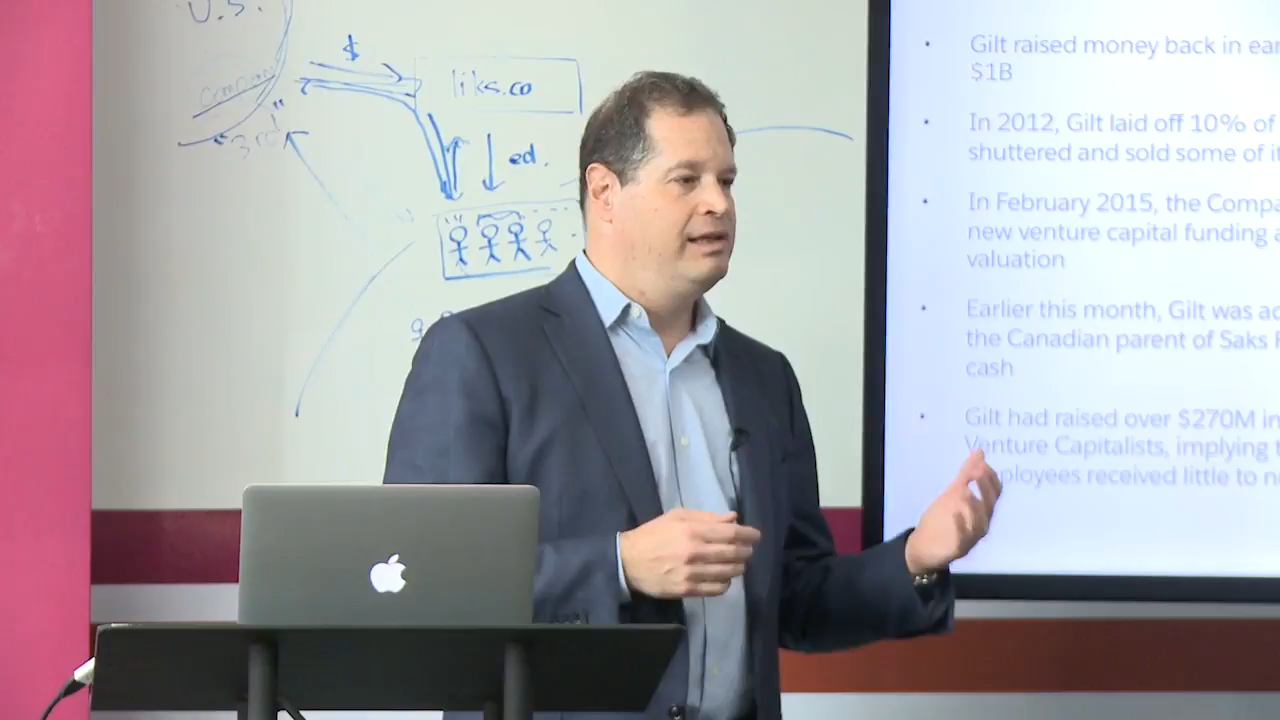 U.S.
$
liks.co
company
"3rd"
ed.
Gilt raised money back in ear
$1B
In 2012, Gilt laid off 10% of
shuttered and sold some of it
In February 2015, the Compa
new venture capital funding a
valuation
Earlier this month, Gilt was ac
the Canadian parent of Saks F
cash
Gilt had raised over $270M in
Venture Capitalists, implying t
ployees received little to n